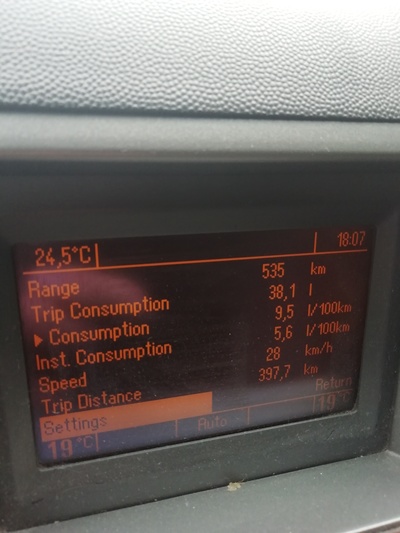 24,5°C 18:07
Range 535 km
Trip Consumption 38,1 l
Consumption 9,5 l/100km
Inst. Consumption 5,6 l/100km
Speed 28 km/h
Trip Distance 397,7 km
Settings Return
19°C Auto 19°C